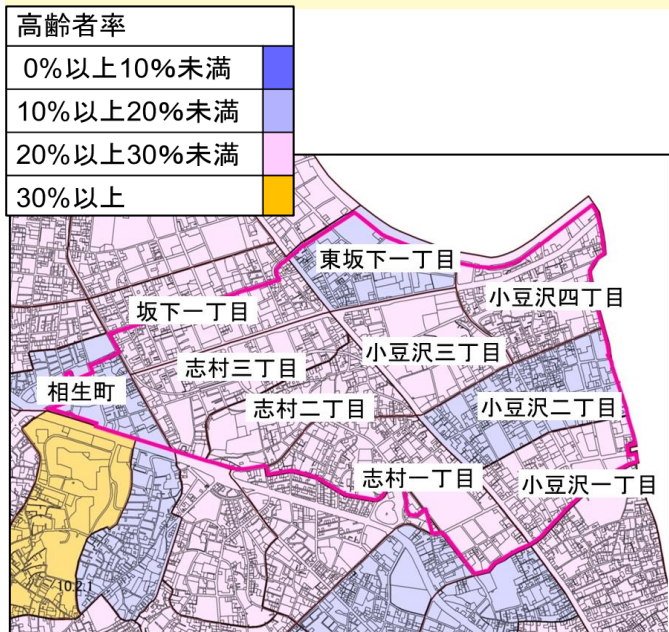 高齢者率
0%以上10%未満
10%以上20%未満
20%以上30%未満
30%以上
東坂下一丁目
小豆沢四丁目
坂下一丁目
小豆沢三丁目
志村三丁目
相生町
志村二丁目
小豆沢二丁目
志村一丁目
小豆沢一丁目